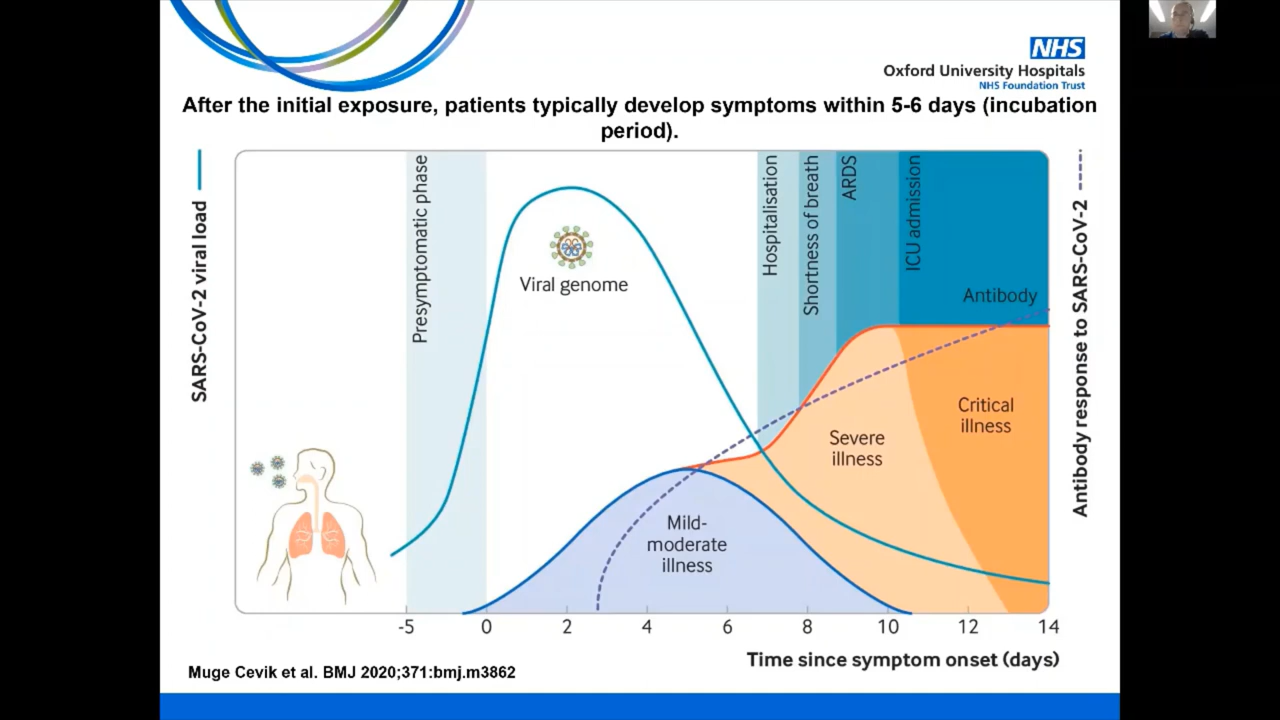 NHS
Oxford University Hospitals
NHS Foundation Trust
After the initial exposure, patients typically develop symptoms within 5-6 days (incubation
period).
SARS-CoV-2 viral load
Presymptomatic phase
Viral genome
Hospitalisation
Shortness of breath
ARDS
ICU admission
Antibody
Antibody response to SARS-CoV-2
Critical
illness
Severe
illness
Mild-
moderate
illness
-5 0 2 4 6 8 10 12 14
Time since symptom onset (days)
Muge Cevik et al. BMJ 2020;371:bmj.m3862